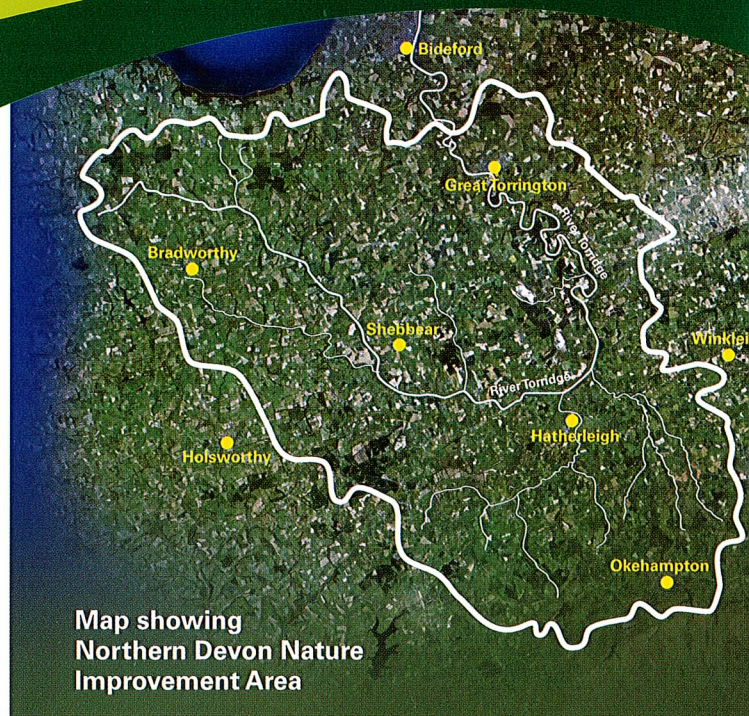 Bideford
Great Torrington
River Torridge
Bradworthy
Shebbear
Winklei
River Torridge
Hatherleigh
Holsworthy
Okehampton
Map showing
Northern Devon Nature
Improvement Area